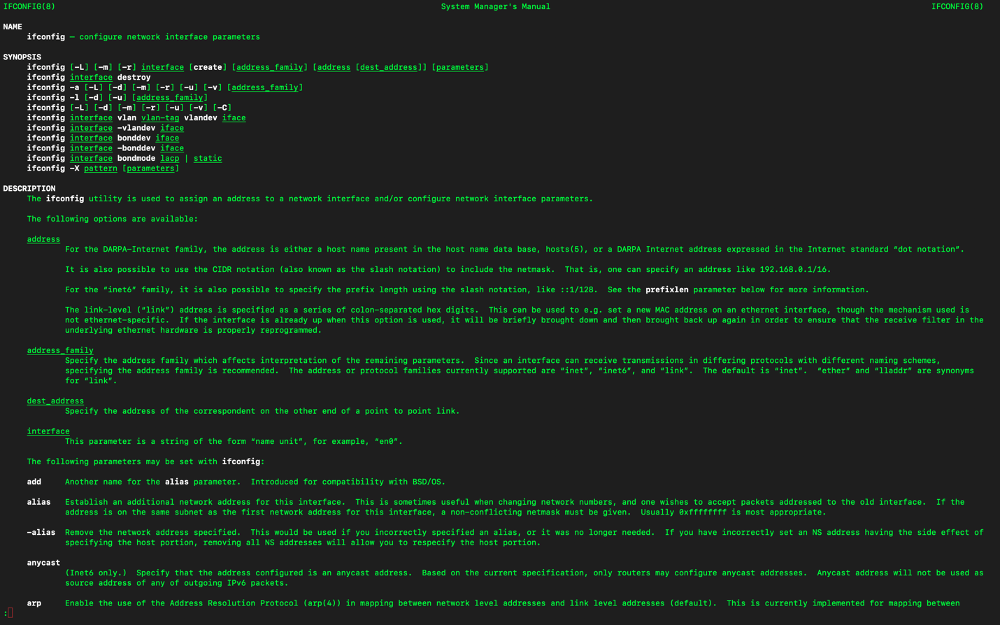 IFCONFIG(8) System Manager's Manual IFCONFIG(8)
NAME
ifconfig – configure network interface parameters
SYNOPSIS
ifconfig [-L] [-m] [-r] interface [create] [address_family] [address [dest_address]] [parameters]
ifconfig interface destroy
ifconfig -a [-L] [-d] [-m] [-r] [-u] [-v] [address_family]
ifconfig -l [-d] [-u] [address_family]
ifconfig [-L] [-d] [-m] [-r] [-u] [-v] [-C]
ifconfig interface vlan vlan-tag vlandev iface
ifconfig interface -vlandev iface
ifconfig interface bonddev iface
ifconfig interface -bonddev iface
ifconfig interface bondmode lacp | static
ifconfig -X pattern [parameters]
DESCRIPTION
The ifconfig utility is used to assign an address to a network interface and/or configure network interface parameters.
The following options are available:
address
For the DARPA-Internet family, the address is either a host name present in the host name data base, hosts(5), or a DARPA Internet address expressed in the Internet standard “dot notation”.
It is also possible to use the CIDR notation (also known as the slash notation) to include the netmask.  That is, one can specify an address like 192.168.0.1/16.
For the “inet6” family, it is also possible to specify the prefix length using the slash notation, like ::1/128.  See the prefixlen parameter below for more information.
The link-level (“link”) address is specified as a series of colon-separated hex digits.  This can be used to e.g. set a new MAC address on an ethernet interface, though the mechanism used is
not ethernet-specific.  If the interface is already up when this option is used, it will be briefly brought down and then brought back up again in order to ensure that the receive filter in the
underlying ethernet hardware is properly reprogrammed.
address_family
Specify the address family which affects interpretation of the remaining parameters.  Since an interface can receive transmissions in differing protocols with different naming schemes,
specifying the address family is recommended.  The address or protocol families currently supported are “inet”, “inet6”, and “link”.  The default is “inet”.  “ether” and “lladdr” are synonyms
for “link”.
dest_address
Specify the address of the correspondent on the other end of a point to point link.
interface
This parameter is a string of the form “name unit”, for example, “en0”.
The following parameters may be set with ifconfig:
add Another name for the alias parameter.  Introduced for compatibility with BSD/OS.
alias Establish an additional network address for this interface.  This is sometimes useful when changing network numbers, and one wishes to accept packets addressed to the old interface.  If the
address is on the same subnet as the first network address for this interface, a non-conflicting netmask must be given.  Usually 0xffffffff is most appropriate.
-alias Remove the network address specified.  This would be used if you incorrectly specified an alias, or it was no longer needed.  If you have incorrectly set an NS address having the side effect of
specifying the host portion, removing all NS addresses will allow you to respecify the host portion.
anycast
(Inet6 only.)  Specify that the address configured is an anycast address.  Based on the current specification, only routers may configure anycast addresses.  Anycast address will not be used as
source address of any of outgoing IPv6 packets.
arp Enable the use of the Address Resolution Protocol (arp(4)) in mapping between network level addresses and link level addresses (default).  This is currently implemented for mapping between
: